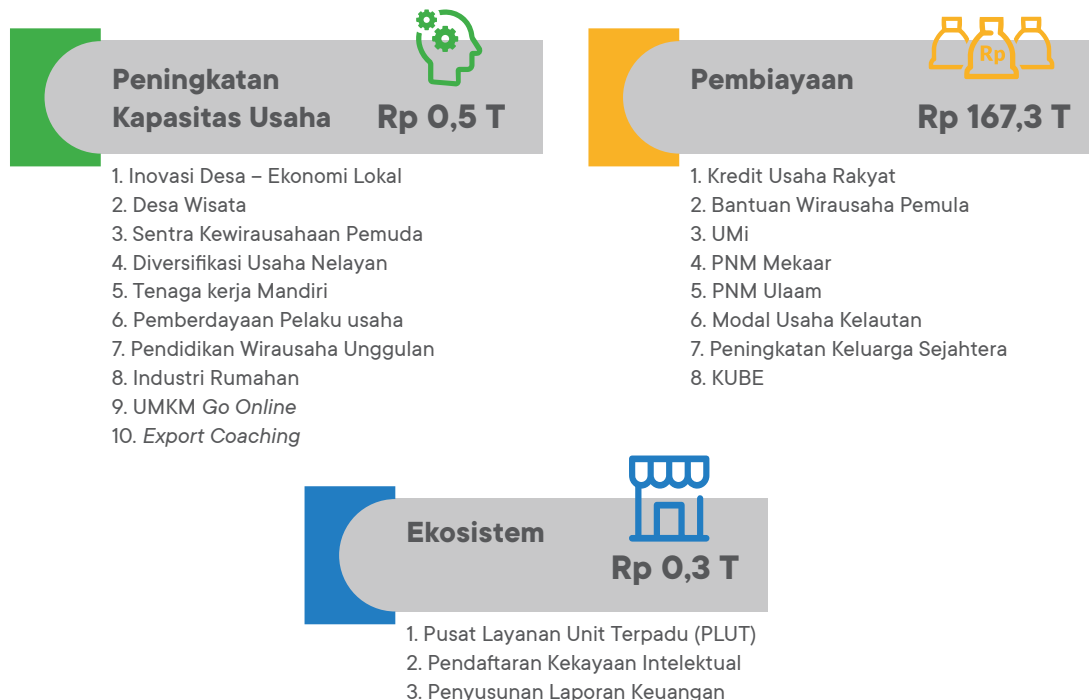 Peningkatan
Kapasitas Usaha
Rp 0,5 T
1. Inovasi Desa – Ekonomi Lokal
2. Desa Wisata
3. Sentra Kewirausahaan Pemuda
4. Diversifikasi Usaha Nelayan
5. Tenaga kerja Mandiri
6. Pemberdayaan Pelaku usaha
7. Pendidikan Wirausaha Unggulan
8. Industri Rumahan
9. UMKM Go Online
10. Export Coaching
Rp
Pembiayaan
Rp 167,3 T
1. Kredit Usaha Rakyat
2. Bantuan Wirausaha Pemula
3. UMi
4. PNM Mekaar
5. PNM Ulaam
6. Modal Usaha Kelautan
7. Peningkatan Keluarga Sejahtera
8. KUBE
Ekosistem
Rp 0,3 T
1. Pusat Layanan Unit Terpadu (PLUT)
2. Pendaftaran Kekayaan Intelektual
3. Penyusunan Laporan Keuangan